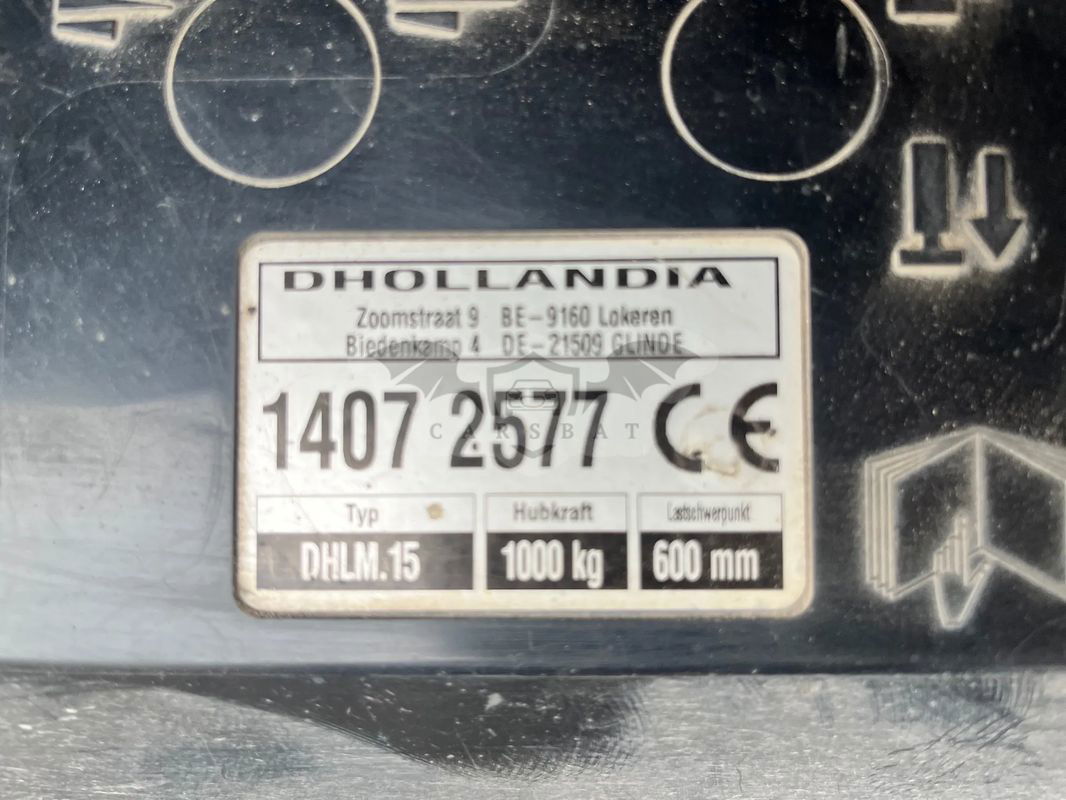 DHOLLANDIA
Zoomstraat 9 BE-9160 Lokeren
Biedenkamp 4 DE-21509 GLINDE
1407 2577 CE
CARSBAT
Typ Hubkraft Lastschwerpunkt
DHLM.15 1000 kg 600 mm